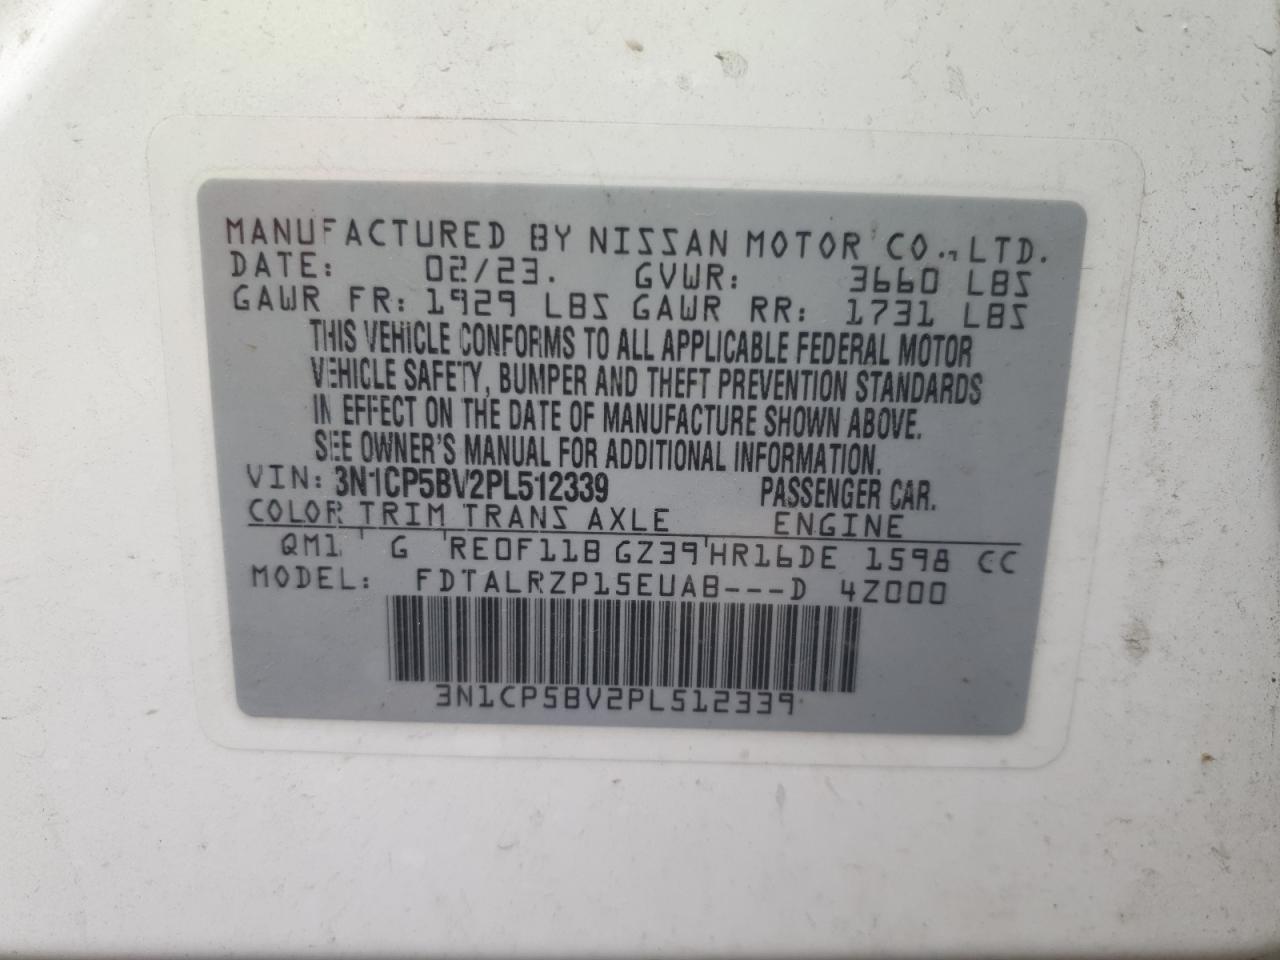 MANUFACTURED BY NISSAN MOTOR CO., LTD.
DATE: 02/23. GVWR: 3660 LBS
GAWR FR: 1929 LBS GAWR RR: 1731 LBS
THIS VEHICLE CONFORMS TO ALL APPLICABLE FEDERAL MOTOR
VEHICLE SAFETY, BUMPER AND THEFT PREVENTION STANDARDS
IN EFFECT ON THE DATE OF MANUFACTURE SHOWN ABOVE.
SEE OWNER'S MANUAL FOR ADDITIONAL INFORMATION.
VIN: 3N1CP5BV2PL512339 PASSENGER CAR.
COLOR TRIM TRANS AXLE ENGINE
QM1 G RE0F11B GZ39 HR16DE 1598 CC
MODEL: FDTALRZP15EUAB---D 4Z000
3N1CP5BV2PL512339